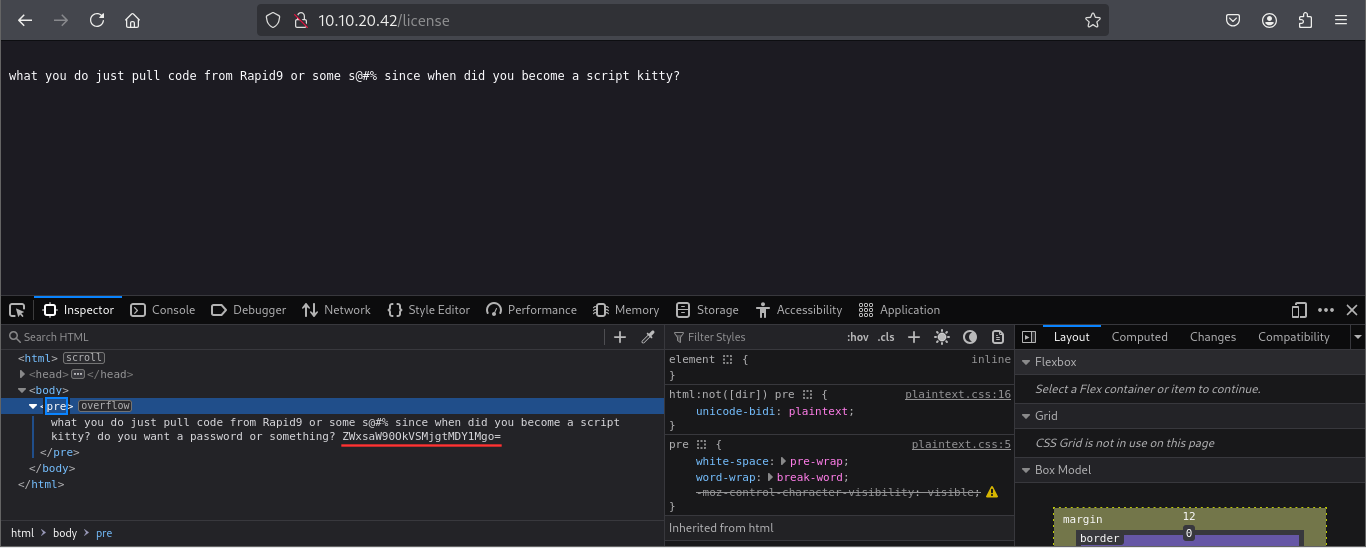 10.10.20.42/license
what you do just pull code from Rapid9 or some s@#% since when did you become a script kitty?
Inspector Console Debugger Network Style Editor Performance Memory Storage Accessibility Application
Search HTML
<html> scroll
<head> </head>
<body>
<pre> overflow
what you do just pull code from Rapid9 or some s@#% since when did you become a script
kitty? do you want a password or something? ZWxsaW90OkVSMjgtMDY1Mgo=
</pre>
</body>
</html>
html > body > pre
Filter Styles :hov .cls
element { inline
}
html:not([dir]) pre { plaintext.css:16
unicode-bidi: plaintext;
}
pre { plaintext.css:5
white-space: pre-wrap;
word-wrap: break-word;
-moz-control-character-visibility: visible;
}
Inherited from html
Layout Computed Changes Compatibility
Flexbox
Select a Flex container or item to continue.
Grid
CSS Grid is not in use on this page
Box Model
margin 12
border 0